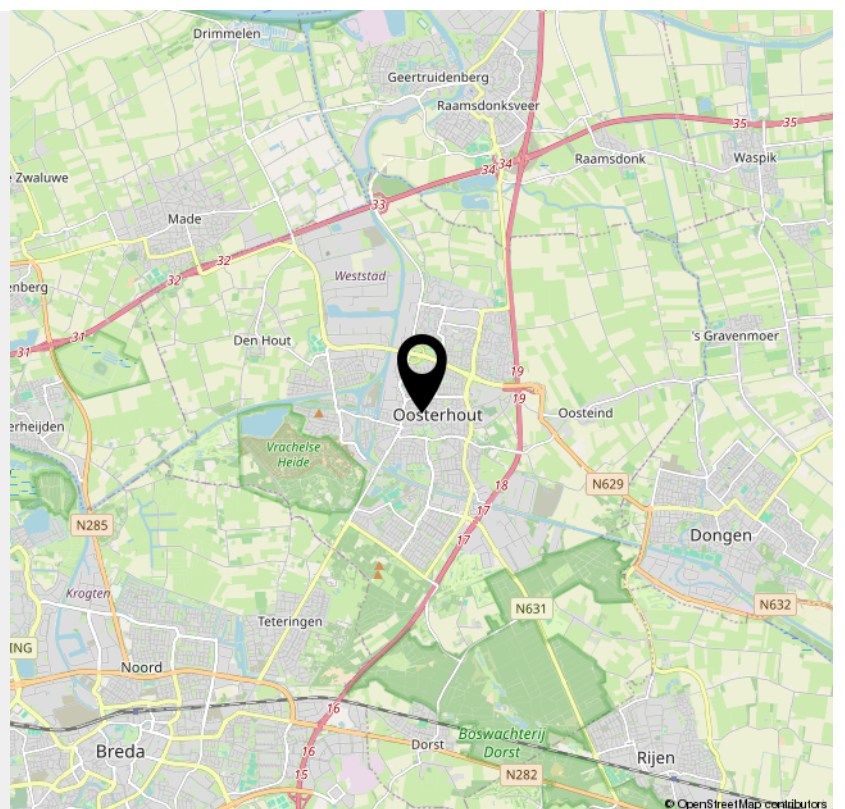 Drimmelen
Geertruidenberg
Raamsdonksveer
35
35
34
34
Raamsdonk
Waspik
e Zwaluwe
33
Made
32
32
Weststad
enberg
31
31
Den Hout
's Gravenmoer
19
19
Oosterhout
Oosteind
erheijden
Vrachelse
Heide
18
N629
17
N285
17
Dongen
Krogten
N631
N632
Teteringen
ING
Noord
16
Breda
16
Dorst
Boswachterij
Dorst
Rijen
15
N282
© OpenStreetMap contributors